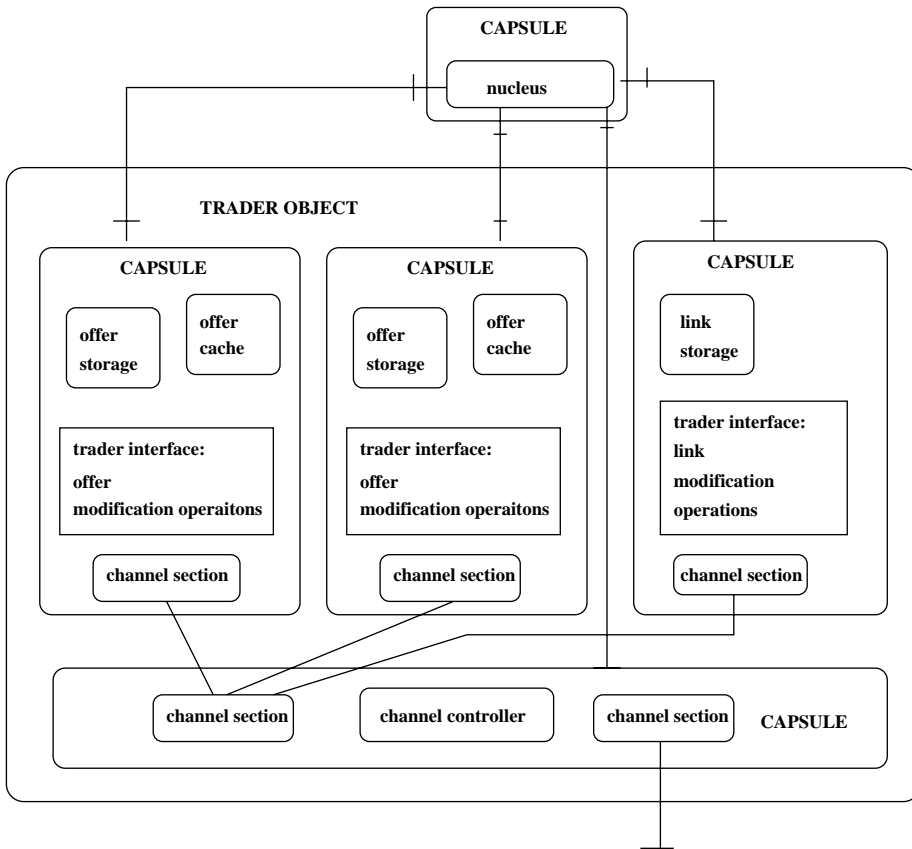 CAPSULE
nucleus
TRADER OBJECT
CAPSULE
offer
storage
offer
cache
trader interface:
offer
modification operaitons
channel section
CAPSULE
offer
storage
offer
cache
trader interface:
offer
modification operaitons
channel section
CAPSULE
link
storage
trader interface:
link
modification
operations
channel section
channel section
channel controller
channel section
CAPSULE